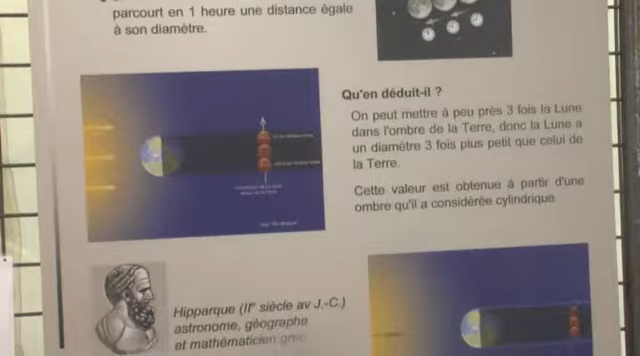 parcourt en 1 heure une distance égale
à son diamètre.
Qu'en déduit-il ?
On peut mettre à peu près 3 fois la Lune
dans l'ombre de la Terre, donc la Lune a
un diamètre 3 fois plus petit que celui de
la Terre.
Cette valeur est obtenue à partir d'une
ombre qu'il a considérée cylindrique
Hipparque (IIe siècle av J.-C.)
astronome, géographe
et mathématicien grec